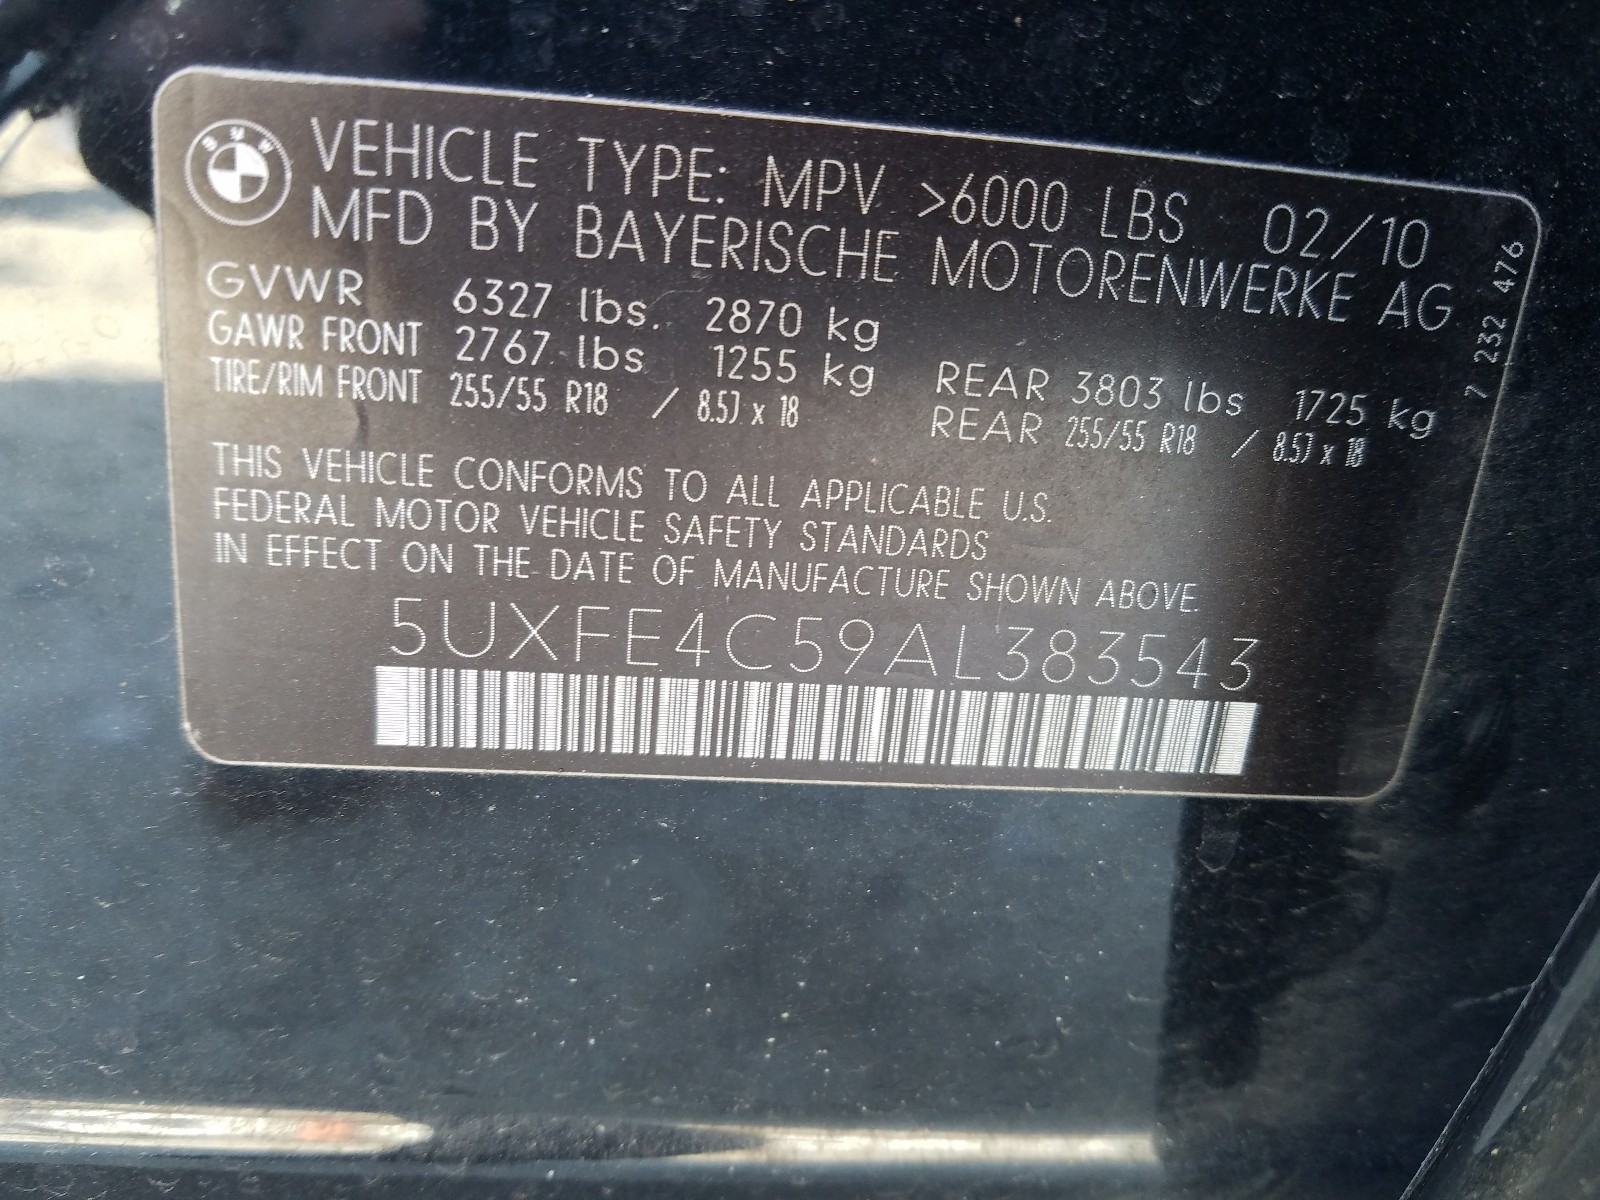 VEHICLE TYPE: MPV >6000 LBS 02/10
MFD BY BAYERISCHE MOTORENWERKE AG
GVWR 6327 lbs. 2870 kg
GAWR FRONT 2767 lbs 1255 kg REAR 3803 lbs 1725 kg
TIRE/RIM FRONT 255/55 R18 / 8.5J x 18 REAR 255/55 R18 / 8.5J x 18
THIS VEHICLE CONFORMS TO ALL APPLICABLE U.S.
FEDERAL MOTOR VEHICLE SAFETY STANDARDS
IN EFFECT ON THE DATE OF MANUFACTURE SHOWN ABOVE.
5UXFE4C59AL383543
7 232 476
BMW